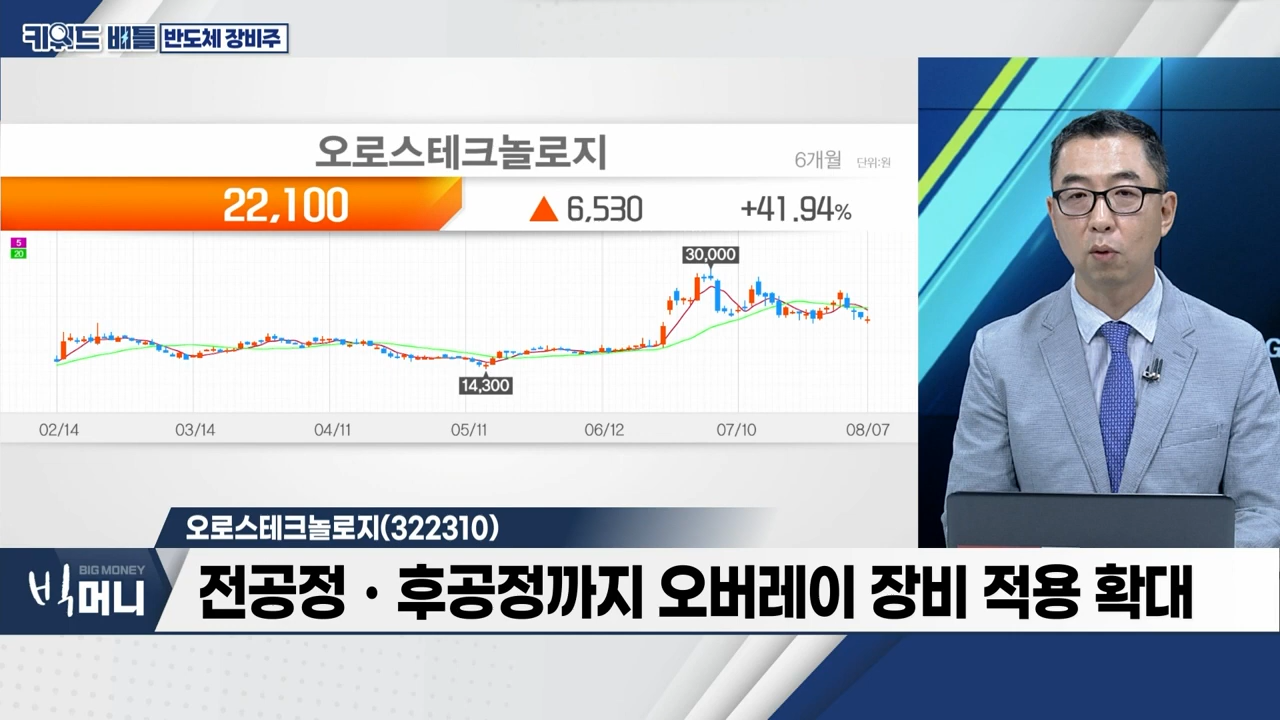 키워드 배틀 반도체 장비주
오로스테크놀로지
6개월 단위:원
22,100 ▲ 6,530 +41.94%
5
20
30,000
14,300
02/14 03/14 04/11 05/11 06/12 07/10 08/07
G
오로스테크놀로지(322310)
BIG MONEY
빅머니
전공정·후공정까지 오버레이 장비 적용 확대